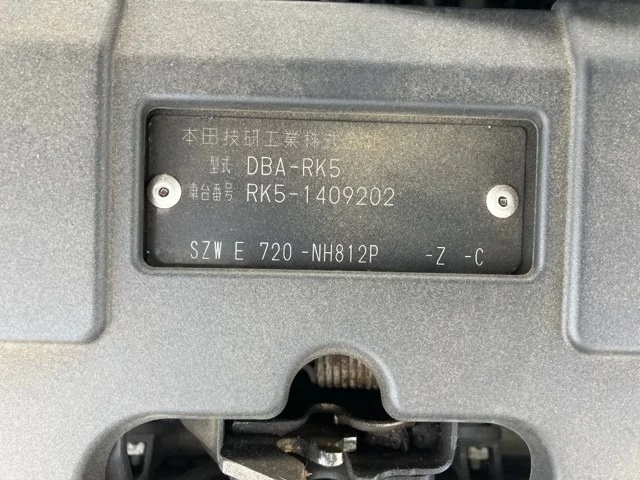 本田技研工業株式会社
型式 DBA-RK5
車台番号 RK5-1409202
SZW E 720 -NH812P -Z -C